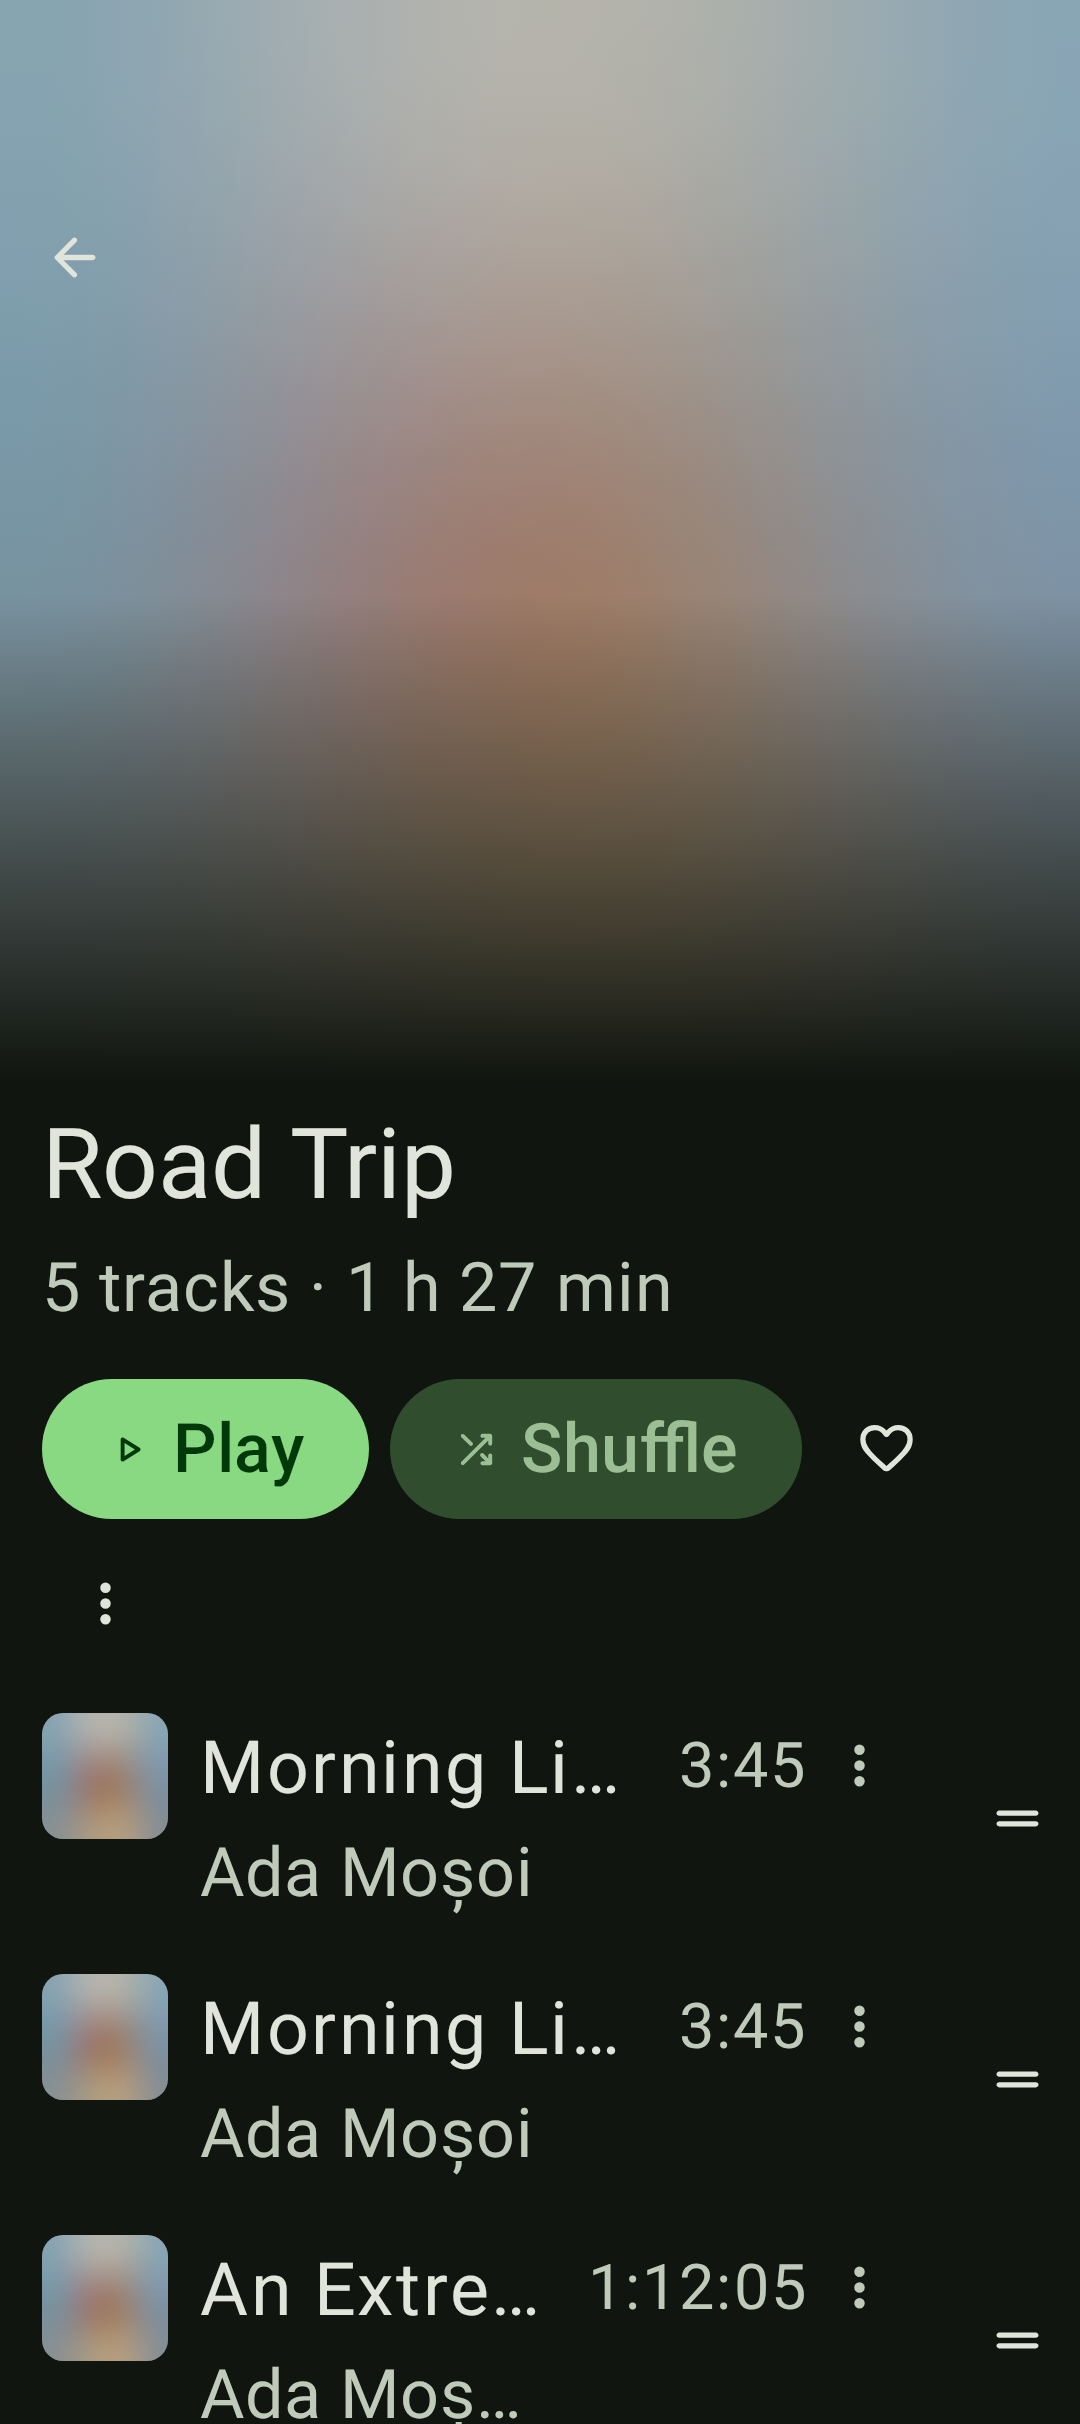 Road Trip
5 tracks · 1 h 27 min
Play
Shuffle
Morning Li…
3:45
Ada Moșoi
Morning Li…
3:45
Ada Moșoi
An Extre…
1:12:05
Ada Moș…